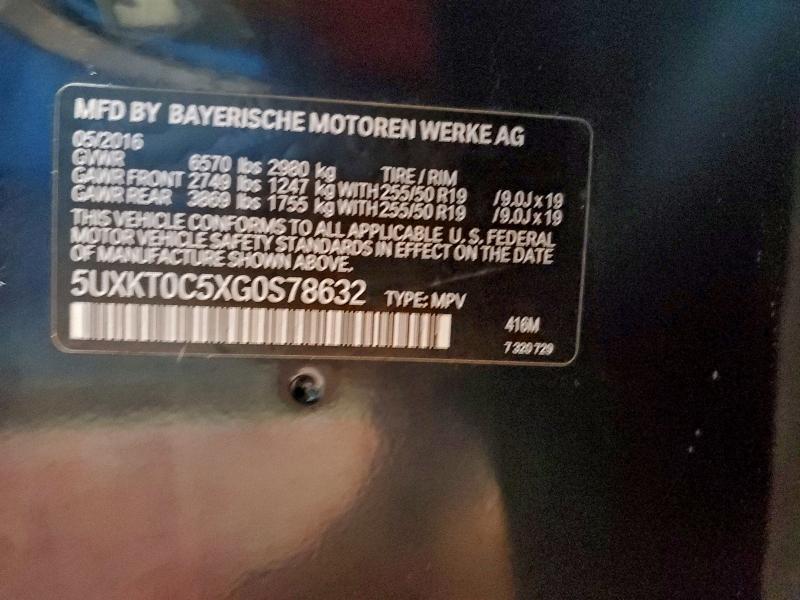 MFD BY BAYERISCHE MOTOREN WERKE AG
05/2016
GVWR 6570 lbs 2980 kg TIRE / RIM
GAWR FRONT 2749 lbs 1247 kg WITH 255/50 R19 /9.0J x 19
GAWR REAR 3869 lbs 1755 kg WITH 255/50 R19 /9.0J x 19
THIS VEHICLE CONFORMS TO ALL APPLICABLE U. S. FEDERAL
MOTOR VEHICLE SAFETY STANDARDS IN EFFECT ON THE DATE
OF MANUFACTURE SHOWN ABOVE.
5UXKT0C5XG0S78632 TYPE: MPV
416M
7 320 729